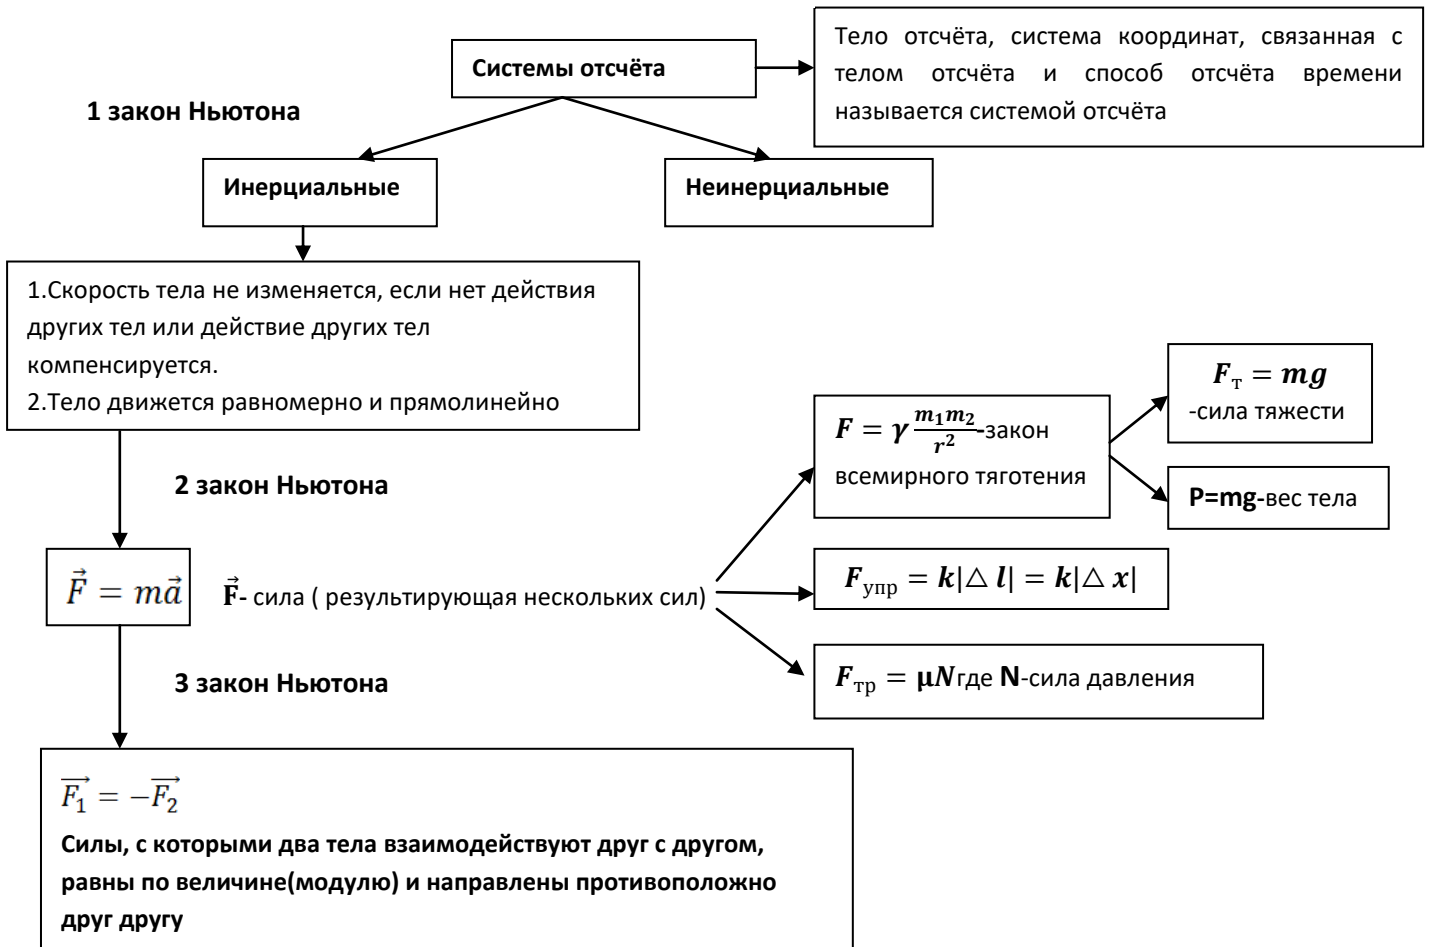 Системы отсчёта
Тело отсчёта, система координат, связанная с
телом отсчёта и способ отсчёта времени
называется системой отсчёта
1 закон Ньютона
Инерциальные
Неинерциальные
1.Скорость тела не изменяется, если нет действия
других тел или действие других тел
компенсируется.
2.Тело движется равномерно и прямолинейно
2 закон Ньютона
F⃗ = ma⃗
F⃗- сила ( результирующая нескольких сил)
F = γ m₁m₂/r² -закон
всемирного тяготения
Fт = mg
-сила тяжести
P=mg-вес тела
Fупр = k|△ l| = k|△ x|
Fтр = μN где N-сила давления
3 закон Ньютона
F₁⃗ = −F₂⃗
Силы, с которыми два тела взаимодействуют друг с другом,
равны по величине(модулю) и направлены противоположно
друг другу